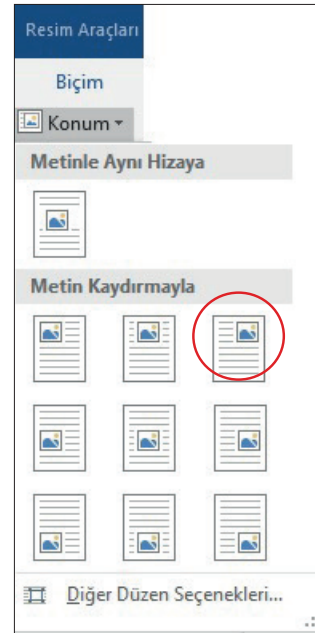 Resim Araçları
Biçim
Konum
Metinle Aynı Hizaya
Metin Kaydırmayla
Diğer Düzen Seçenekleri...